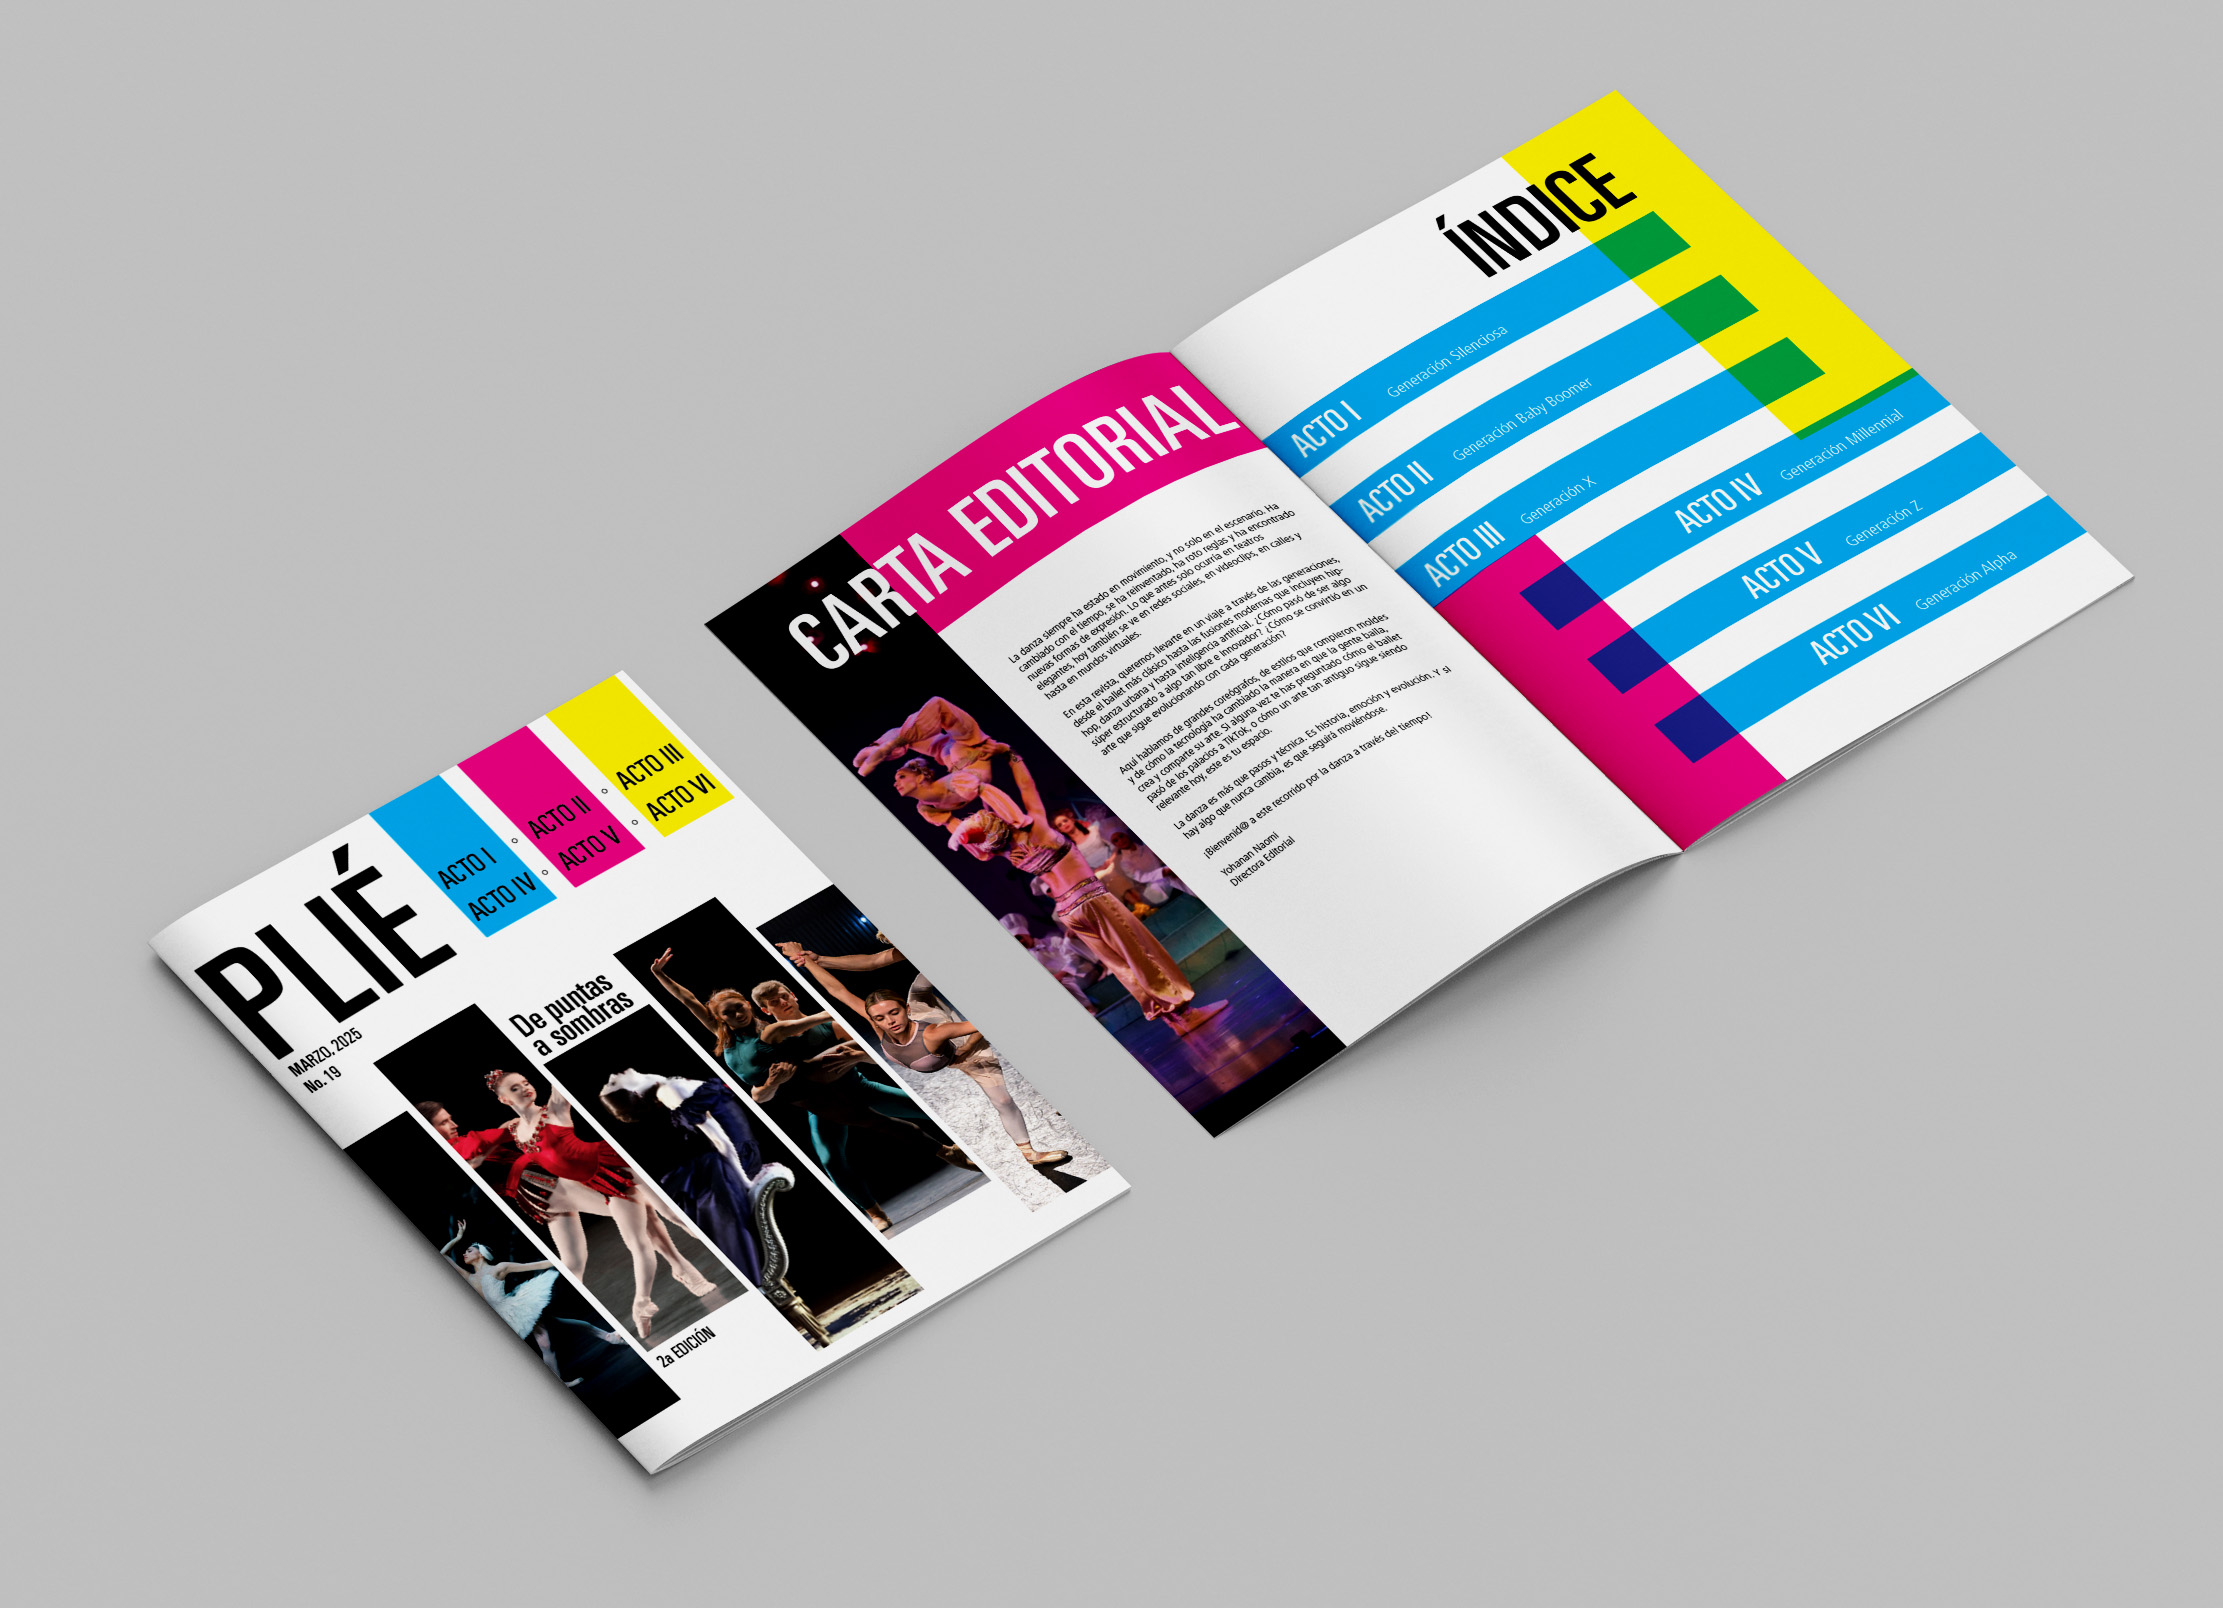 PLIÉ
MARZO, 2025
No. 19
ACTO I ° ACTO II ° ACTO III
ACTO IV ° ACTO V ° ACTO VI
De puntas
a sombras
2a EDICIÓN
CARTA EDITORIAL
La danza siempre ha estado en movimiento, y no solo en el escenario. Ha
cambiado con el tiempo, se ha reinventado, ha roto reglas y ha encontrado
nuevas formas de expresión. Lo que antes solo ocurría en teatros
elegantes, hoy también se ve en redes sociales, en videoclips, en calles y
hasta en mundos virtuales.
En esta revista, queremos llevarte en un viaje a través de las generaciones,
desde el ballet más clásico hasta las fusiones modernas que incluyen hip-
hop, danza urbana y hasta inteligencia artificial. ¿Cómo pasó de ser algo
súper estructurado a algo tan libre e innovador? ¿Cómo se convirtió en un
arte que sigue evolucionando con cada generación?
Aquí hablamos de grandes coreógrafos, de estilos que rompieron moldes
y de cómo la tecnología ha cambiado la manera en que la gente baila,
crea y comparte su arte. Si alguna vez te has preguntado cómo el ballet
pasó de los palacios a TikTok, o cómo un arte tan antiguo sigue siendo
relevante hoy, este es tu espacio.
La danza es más que pasos y técnica. Es historia, emoción y evolución. Y si
hay algo que nunca cambia, es que seguirá moviéndose.
¡Bienvenid@ a este recorrido por la danza a través del tiempo!
Yohanan Naomi
Directora Editorial
ÍNDICE
ACTO I Generación Silenciosa
ACTO II Generación Baby Boomer
ACTO III Generación X
ACTO IV Generación Millennial
ACTO V Generación Z
ACTO VI Generación Alpha